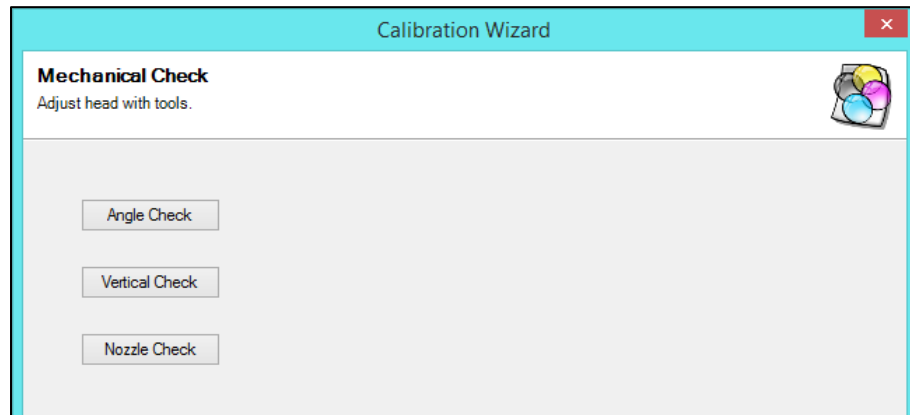 Calibration Wizard
Mechanical Check
Adjust head with tools.
Angle Check
Vertical Check
Nozzle Check